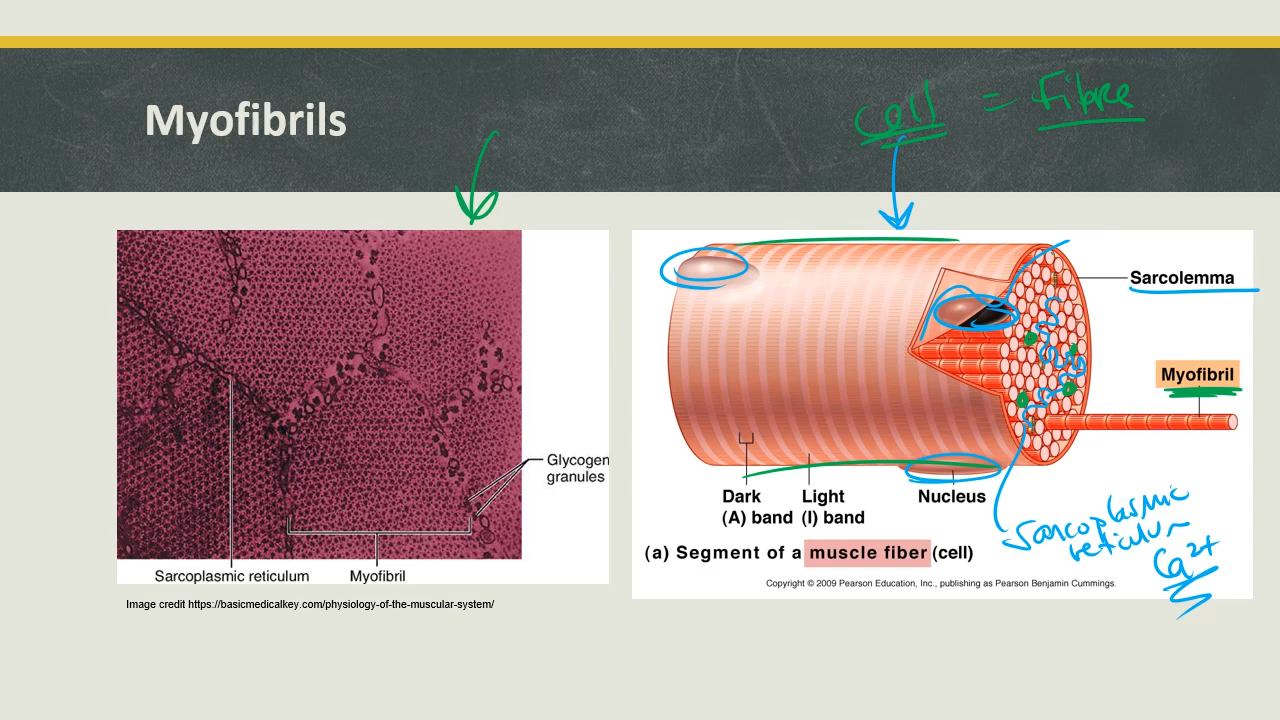 Myofibrils
cell = Fibre
Sarcolemma
Myofibril
Glycogen
granules
Sarcoplasmic reticulum
Myofibril
Dark
(A) band
Light
(I) band
Nucleus
Sarcoplasmic
reticulum
Ca2+
(a) Segment of a muscle fiber (cell)
Copyright © 2009 Pearson Education, Inc., publishing as Pearson Benjamin Cummings.
Image credit https://basicmedicalkey.com/physiology-of-the-muscular-system/